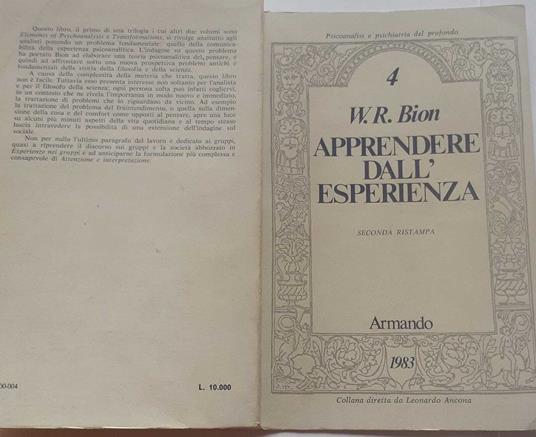 Questo libro, il primo di una trilogia i cui altri due volumi sono
Elements of Psychoanalysis e Transformations, si rivolge anzitutto agli
analisti ponendo un problema fondamentale: quello della comunica-
bilità della esperienza psicoanalitica. L'indagine su questo problema
ha portato Bion ad elaborare una teoria psicoanalitica del pensare, e
quindi ad affrontare sotto una nuova prospettiva problemi antichi e
fondamentali della storia della filosofia e della scienza.
A causa della complessità della materia che tratta, questo libro
non è facile. Tuttavia esso presenta interesse non soltanto per l'analista
e per il filosofo della scienza; ogni persona colta può infatti cogliervi,
in un contesto che ne rivela l'importanza in modo nuovo e immediato,
la trattazione di problemi che lo riguardano da vicino. Ad esempio
la trattazione del problema del fraintendimento, o quella sulla dimen-
sione della cosa e del comfort come opposti al pensare, apre una luce
su alcuni più minuti aspetti della vita quotidiana e al tempo stesso
lascia intravedere la possibilità di una estensione dell'indagine sul
sociale.
Non per nulla l'ultimo paragrafo del lavoro è dedicato ai gruppi,
quasi a riprendere il discorso sui gruppi e la società abbozzato in
Esperienze nei gruppi e ad anticiparne la formulazione più complessa e
consapevole di Attenzione e interpretazione.
00-004
L. 10.000
Psicoanalisi e psichiatria del profondo
4
W. R. Bion
APPRENDERE
DALL'
ESPERIENZA
SECONDA RISTAMPA
Armando
1983
Collana diretta da Leonardo Ancona